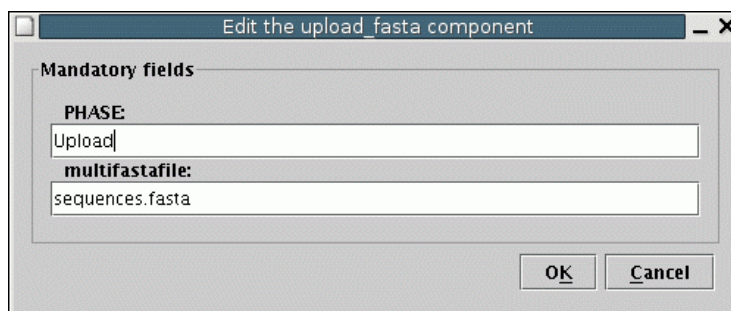 Edit the upload_fasta component
Mandatory fields
PHASE:
Upload
multifastafile:
sequences.fasta
OK Cancel